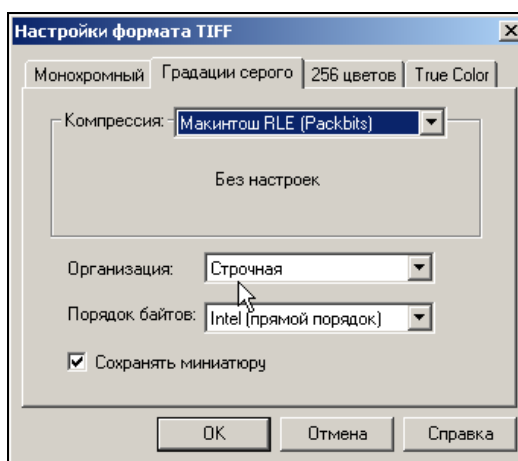 Настройки формата TIFF
Монохромный Градации серого 256 цветов True Color
Компрессия: Макинтош RLE (Packbits)
Без настроек
Организация: Строчная
Порядок байтов: Intel (прямой порядок)
Сохранять миниатюру
OK Отмена Справка